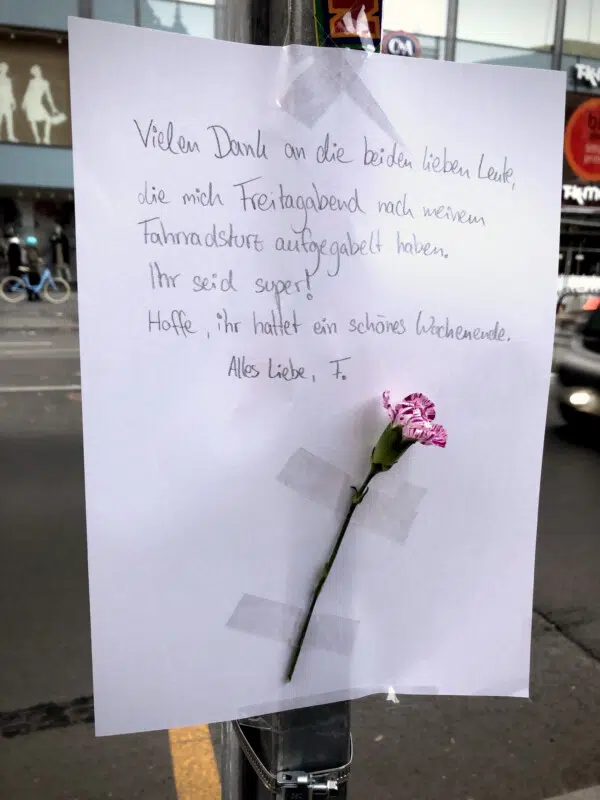 Vielen Dank an die beiden lieben Leute,
die mich Freitagabend nach meinem
Fahrradsturz aufgegabelt haben.
Ihr seid super!
Hoffe, ihr hattet ein schönes Wochenende.
Alles Liebe, F.